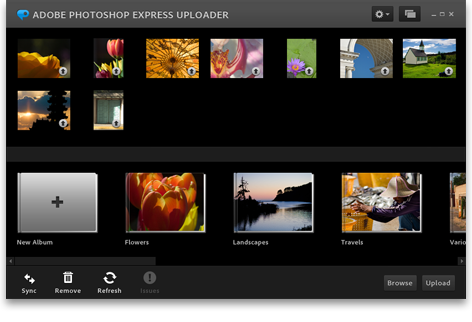 ADOBE PHOTOSHOP EXPRESS UPLOADER
New Album
Flowers
Landscapes
Travels
Vario
Sync
Remove
Refresh
Issues
Browse
Upload